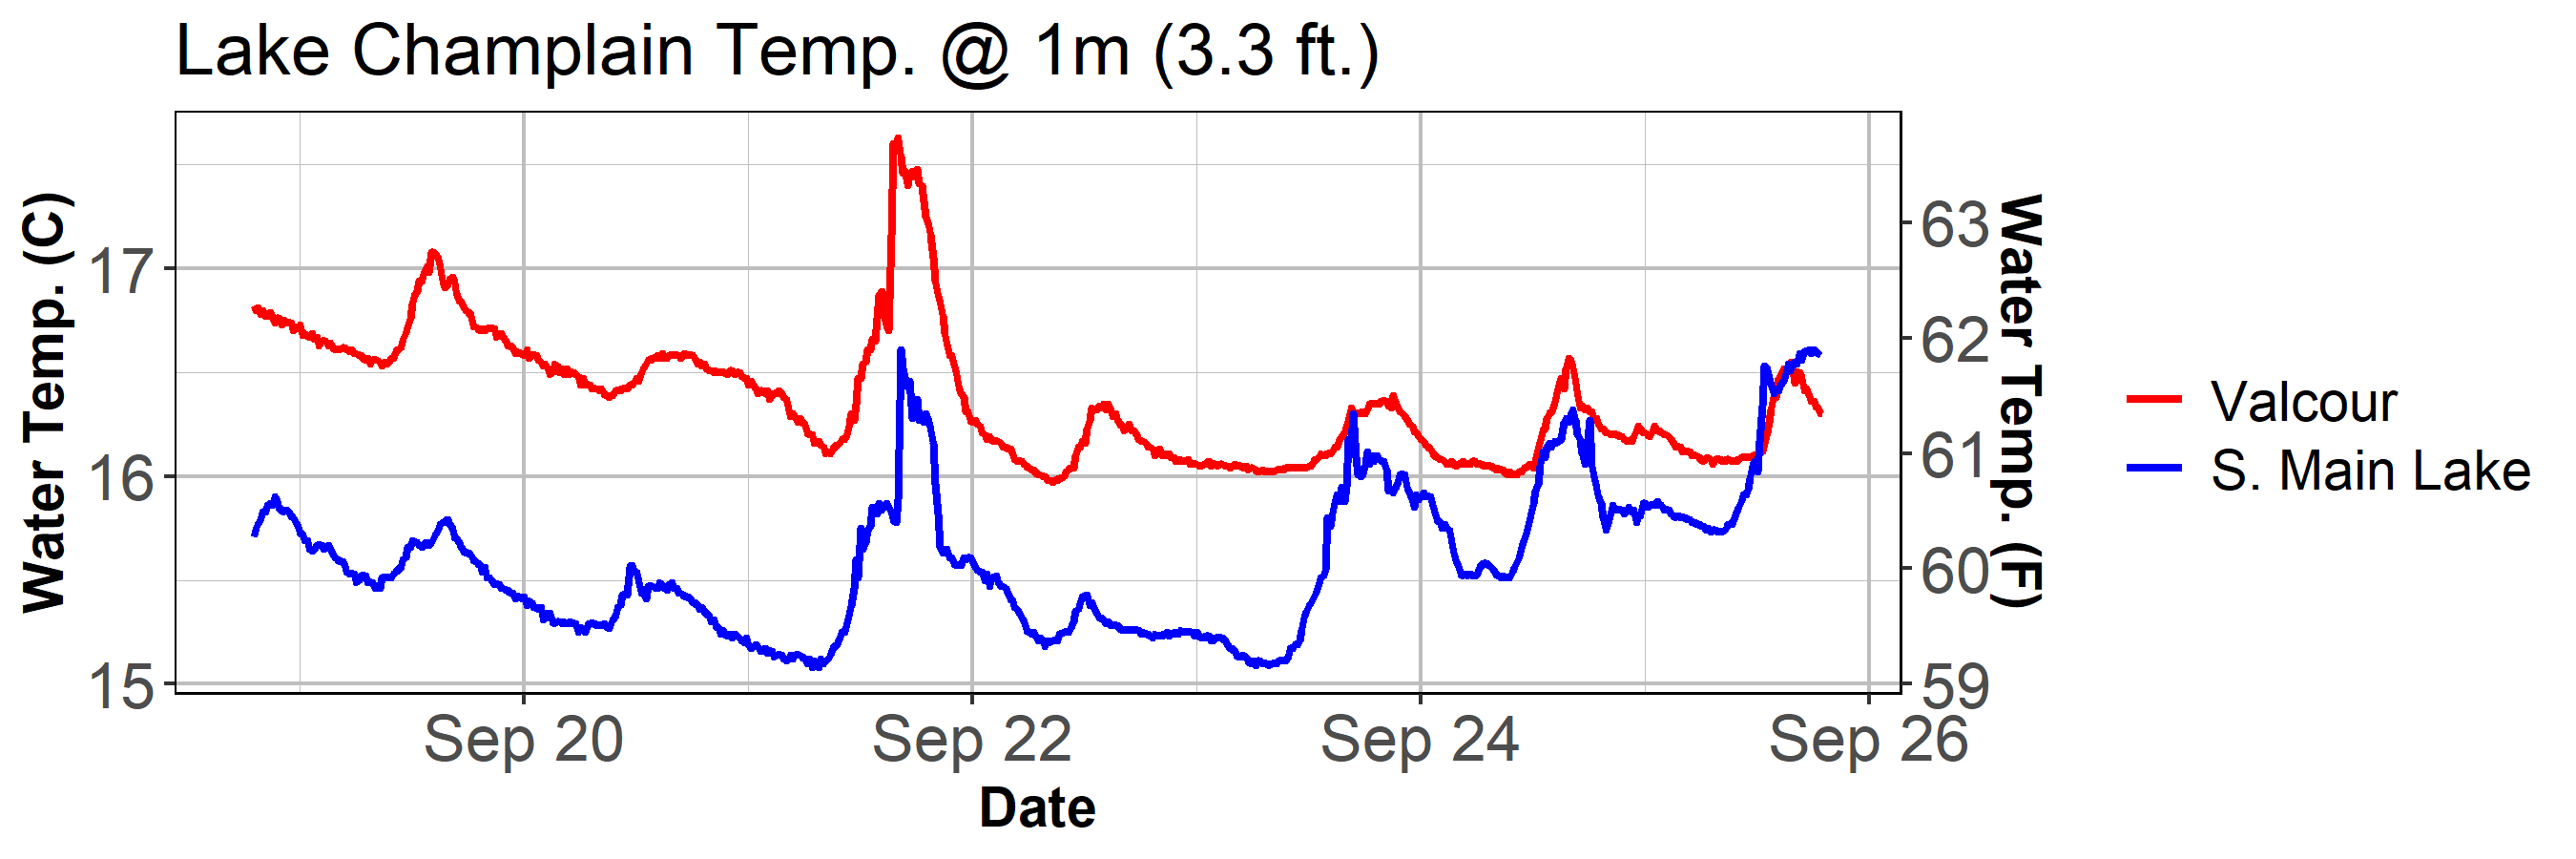 Lake Champlain Temp. @ 1m (3.3 ft.)
Water Temp. (C)
17
16
15
63
62
61
60
59
Water Temp. (F)
Sep 20
Sep 22
Sep 24
Sep 26
Date
Valcour
S. Main Lake